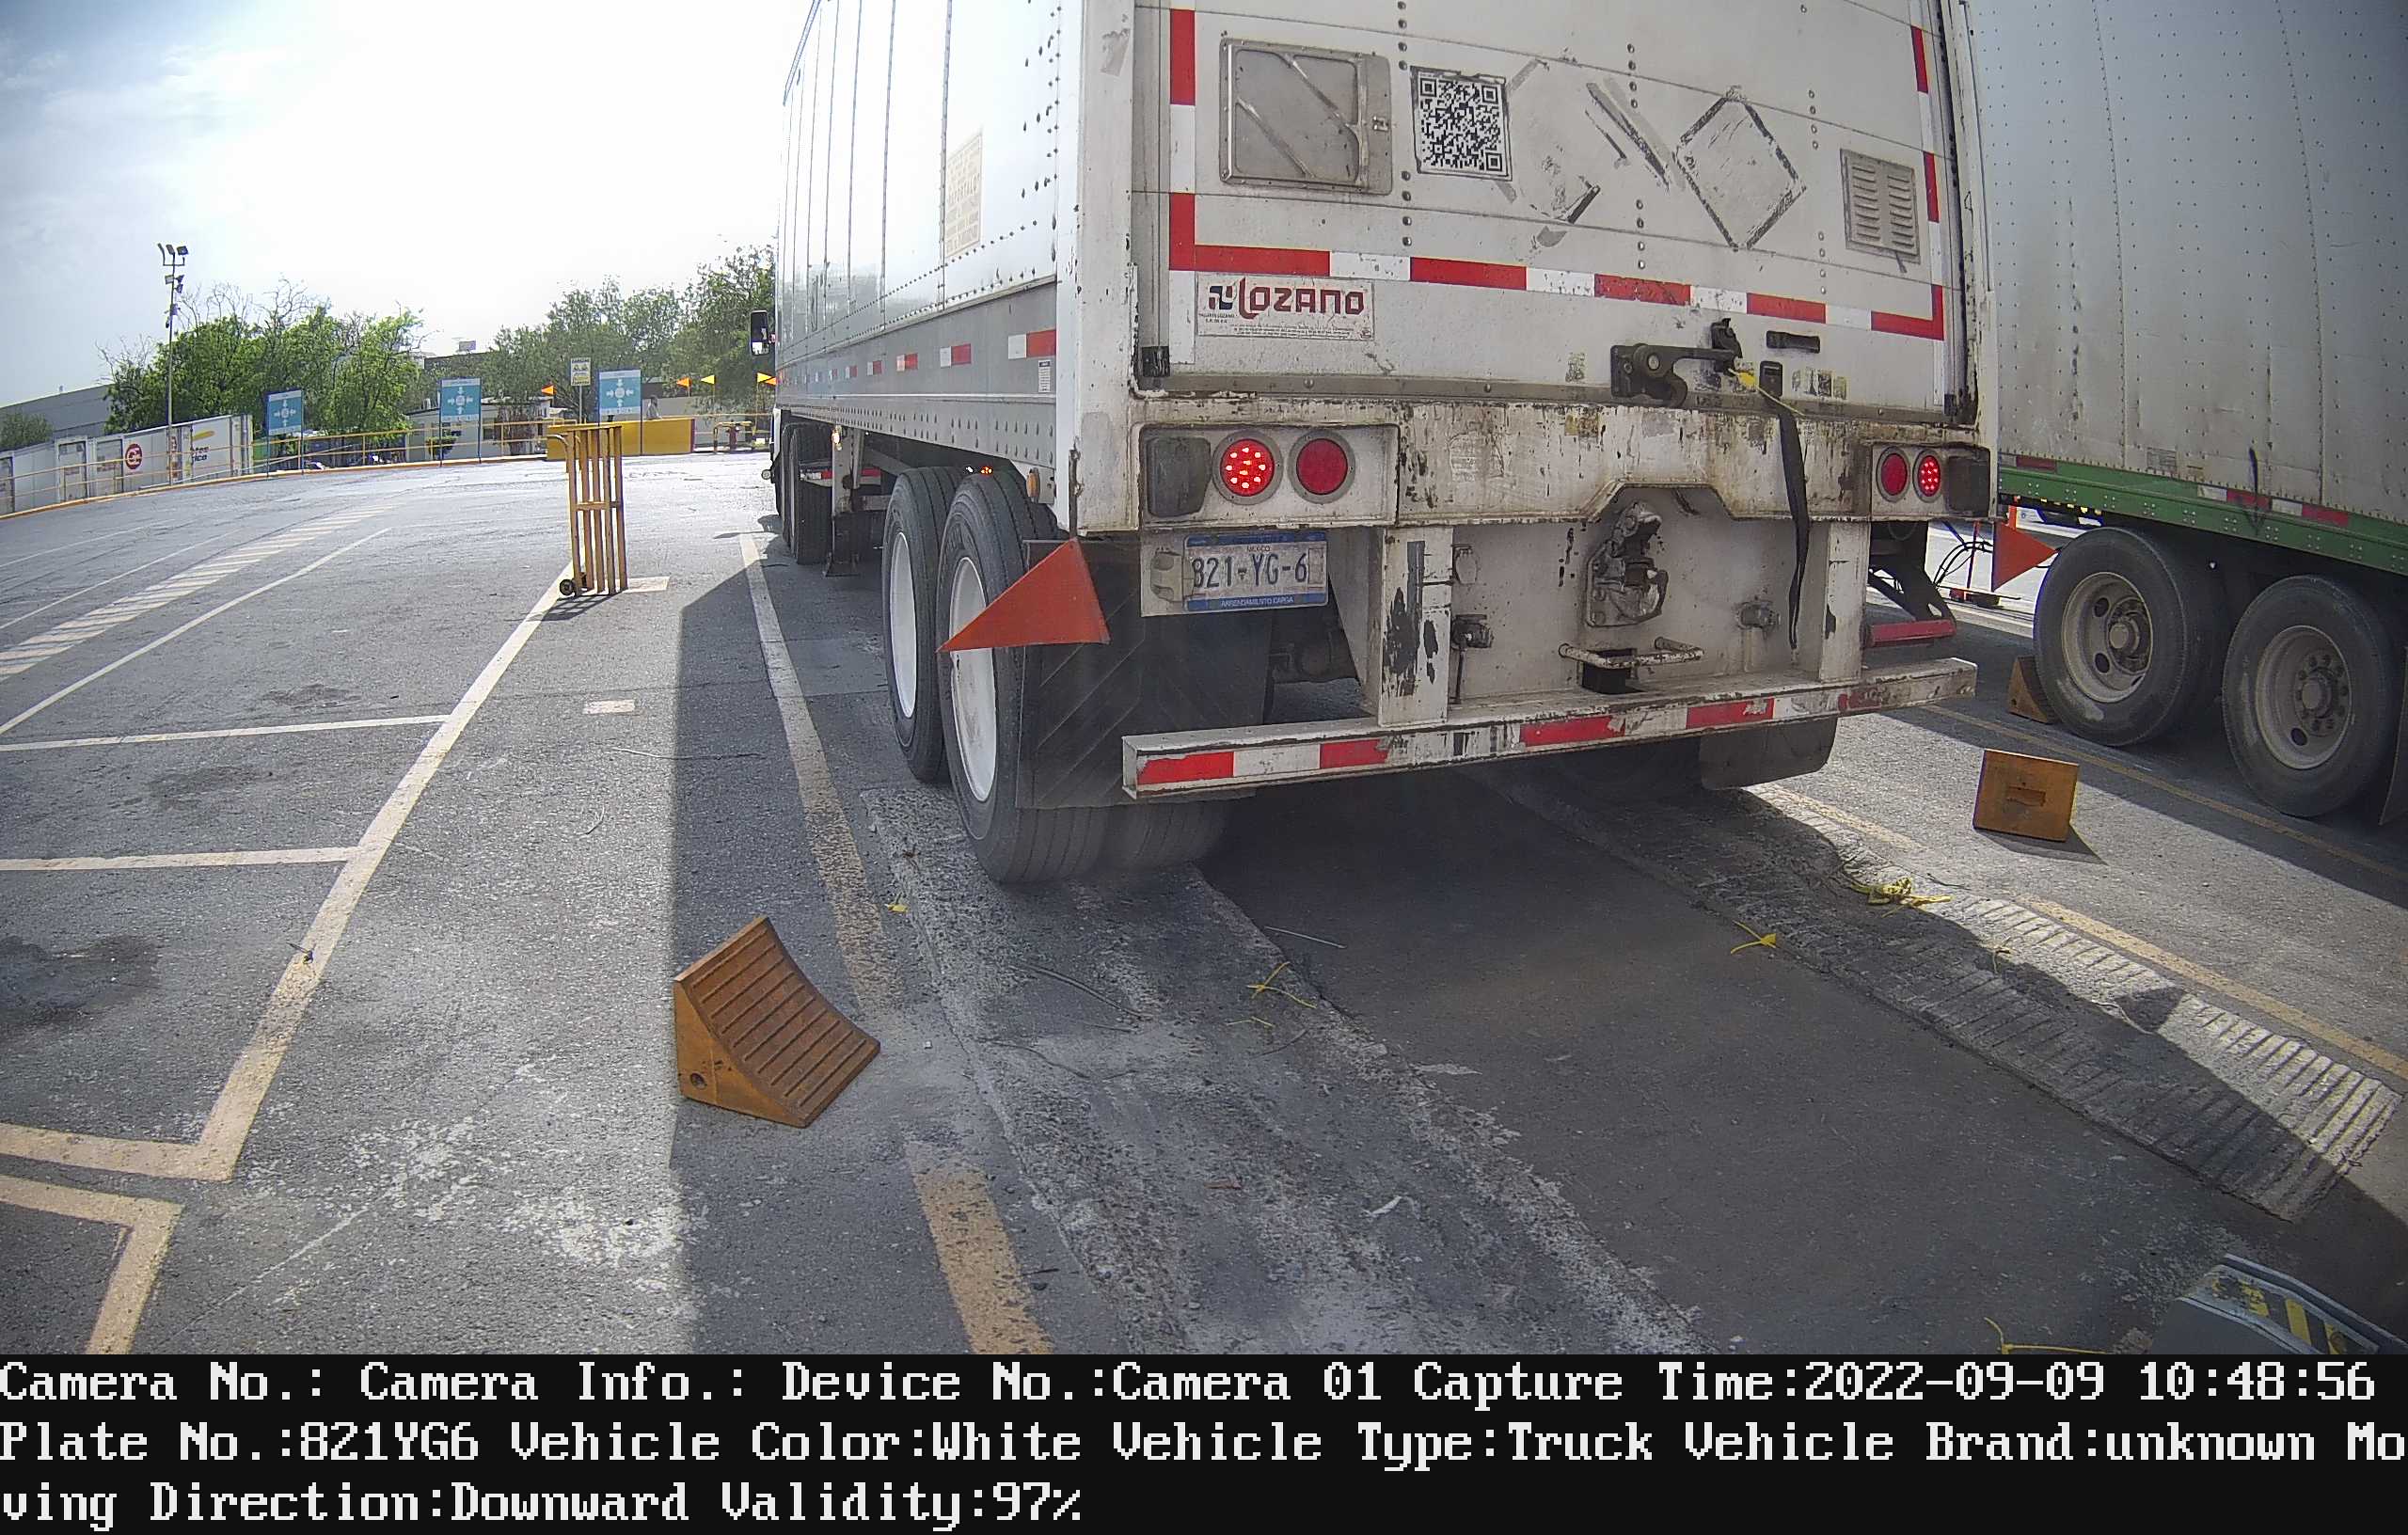 LOZANO
MEXICO
821-YG-6
ARRENDAMIENTO CARGA
Camera No.: Camera Info.: Device No.:Camera 01 Capture Time:2022-09-09 10:48:56
Plate No.:821YG6 Vehicle Color:White Vehicle Type:Truck Vehicle Brand:unknown Mo
ving Direction:Downward Validity:97%